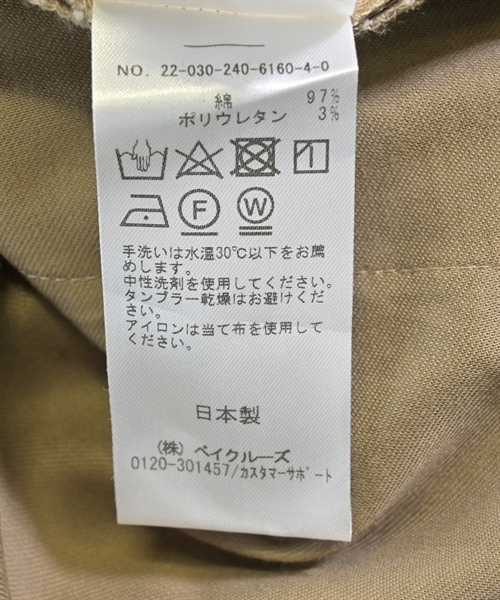 NO. 22-030-240-6160-4-0
綿 97%
ポリウレタン 3%
F W
手洗いは水温30℃以下をお薦
めします。
中性洗剤を使用してください。
タンブラー乾燥はお避けくだ
さい。
アイロンは当て布を使用して
ください。
日本製
(株) ベイクルーズ
0120-301457/カスタマーサポート